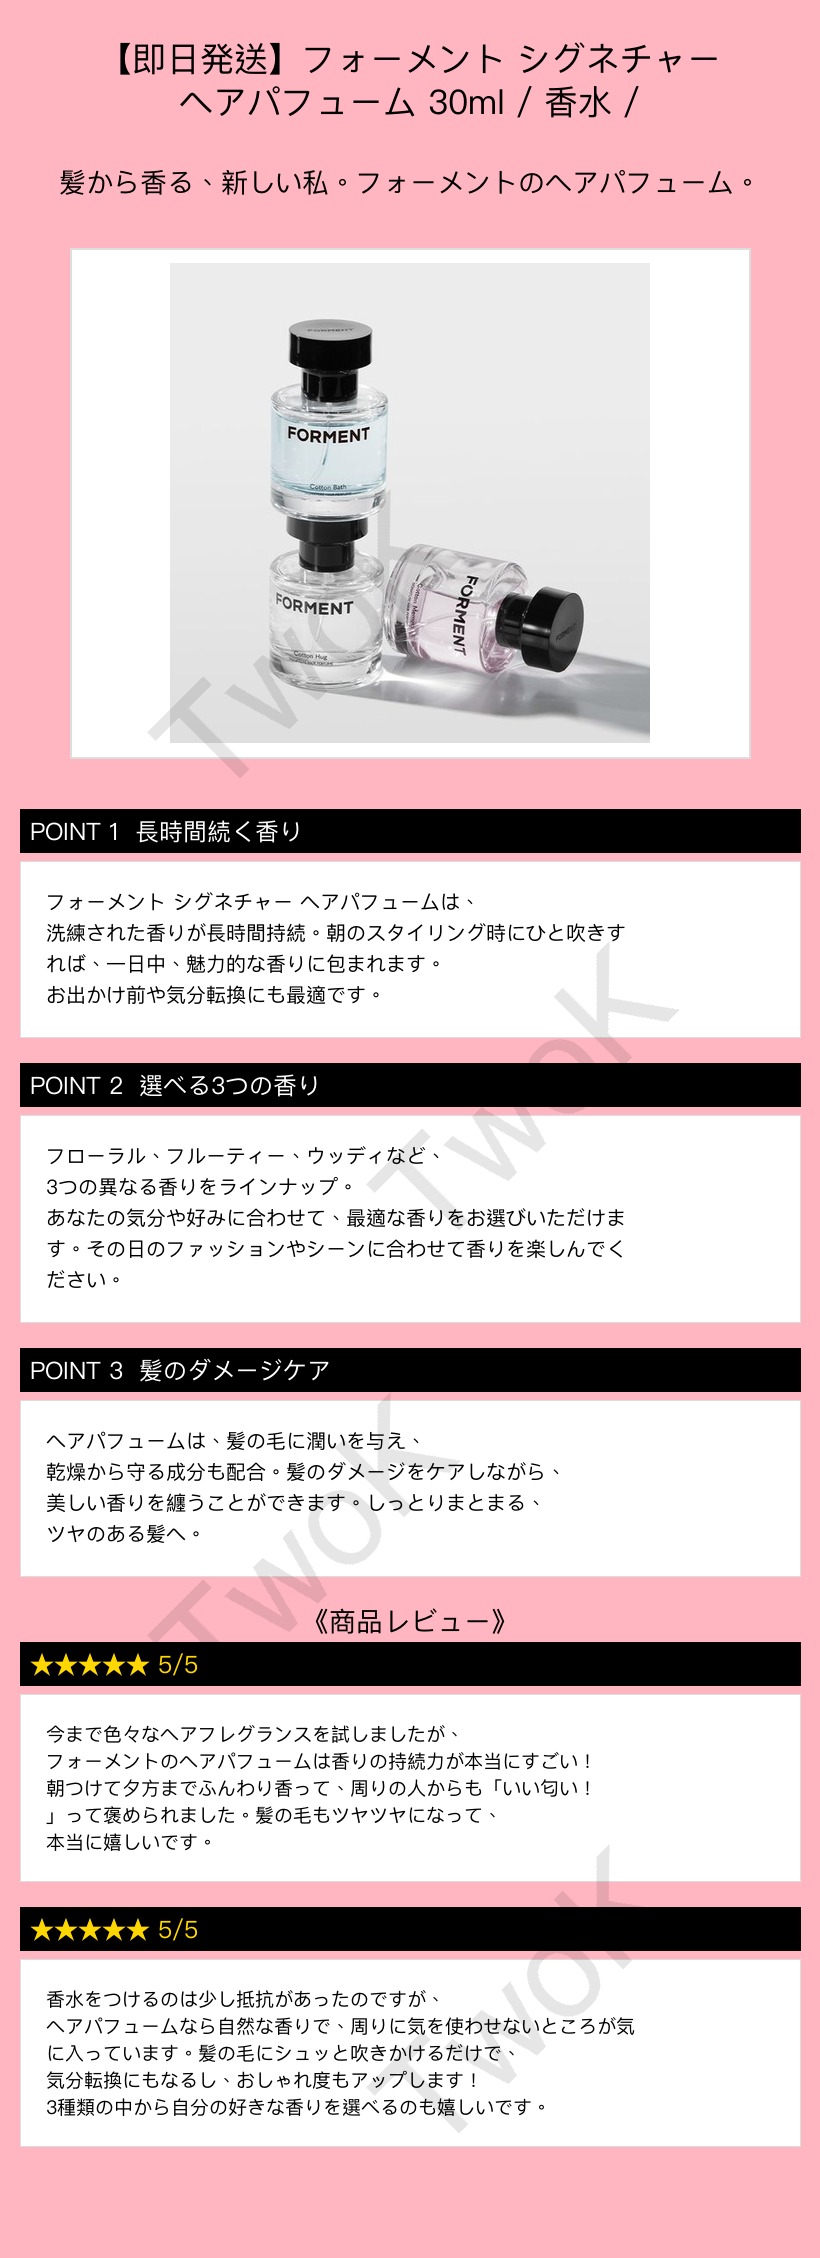 【即日発送】フォーメント シグネチャー
ヘアパフューム 30ml / 香水 /
髪から香る、新しい私。フォーメントのヘアパフューム。
FORMENT
FORMENT
Cotton Bath
FORMENT
Cotton Hug
FORMENT
FORMENT
TwoK
POINT 1 長時間続く香り
フォーメント シグネチャー ヘアパフュームは、
洗練された香りが長時間持続。朝のスタイリング時にひと吹きす
れば、一日中、魅力的な香りに包まれます。
お出かけ前や気分転換にも最適です。
POINT 2 選べる3つの香り
TwoK
フローラル、フルーティー、ウッディなど、
3つの異なる香りをラインナップ。
あなたの気分や好みに合わせて、最適な香りをお選びいただけま
す。その日のファッションやシーンに合わせて香りを楽しんでく
ださい。
POINT 3 髪のダメージケア
ヘアパフュームは、髪の毛に潤いを与え、
乾燥から守る成分も配合。髪のダメージをケアしながら、
美しい香りを纏うことができます。しっとりまとまる、
ツヤのある髪へ。
TwoK
《商品レビュー》
★★★★★ 5/5
今まで色々なヘアフレグランスを試しましたが、
フォーメントのヘアパフュームは香りの持続力が本当にすごい！
朝つけて夕方までふんわり香って、周りの人からも「いい匂い！
」って褒められました。髪の毛もツヤツヤになって、
本当に嬉しいです。
★★★★★ 5/5
香水をつけるのは少し抵抗があったのですが、
ヘアパフュームなら自然な香りで、周りに気を使わせないところが気
に入っています。髪の毛にシュッと吹きかけるだけで、
気分転換にもなるし、おしゃれ度もアップします！
3種類の中から自分の好きな香りを選べるのも嬉しいです。
TwoK